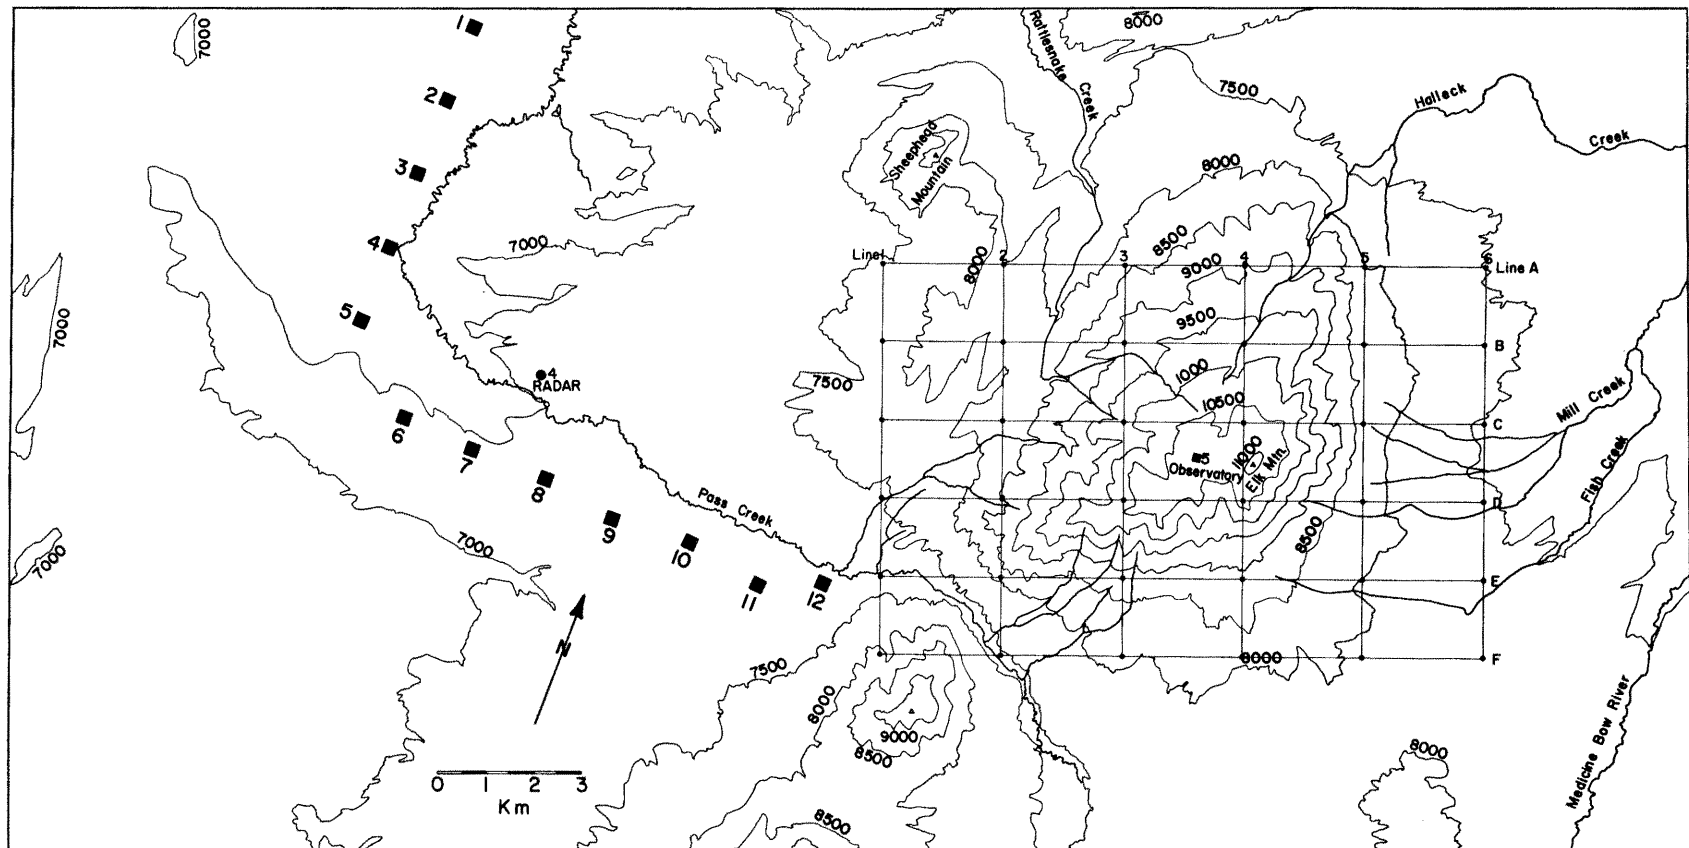 1
7000
8000
Rattlesnake
Creek
2
7500
Halleck
Creek
Sheephead
Mountain
3
8000
4
7000
8500
8000
Line 1
2
3
4
5
6
Line A
9000
7000
5
9500
B
4
RADAR
7500
1000
10500
Mill Creek
6
C
7
11000
5
Observatory
Elk Mtn.
Fish Creek
8
Pass Creek
D
9
7000
8500
10
7000
E
11
12
N
7500
8000
F
8000
9000
8500
8000
Medicine Bow River
0 1 2 3
Km
8500